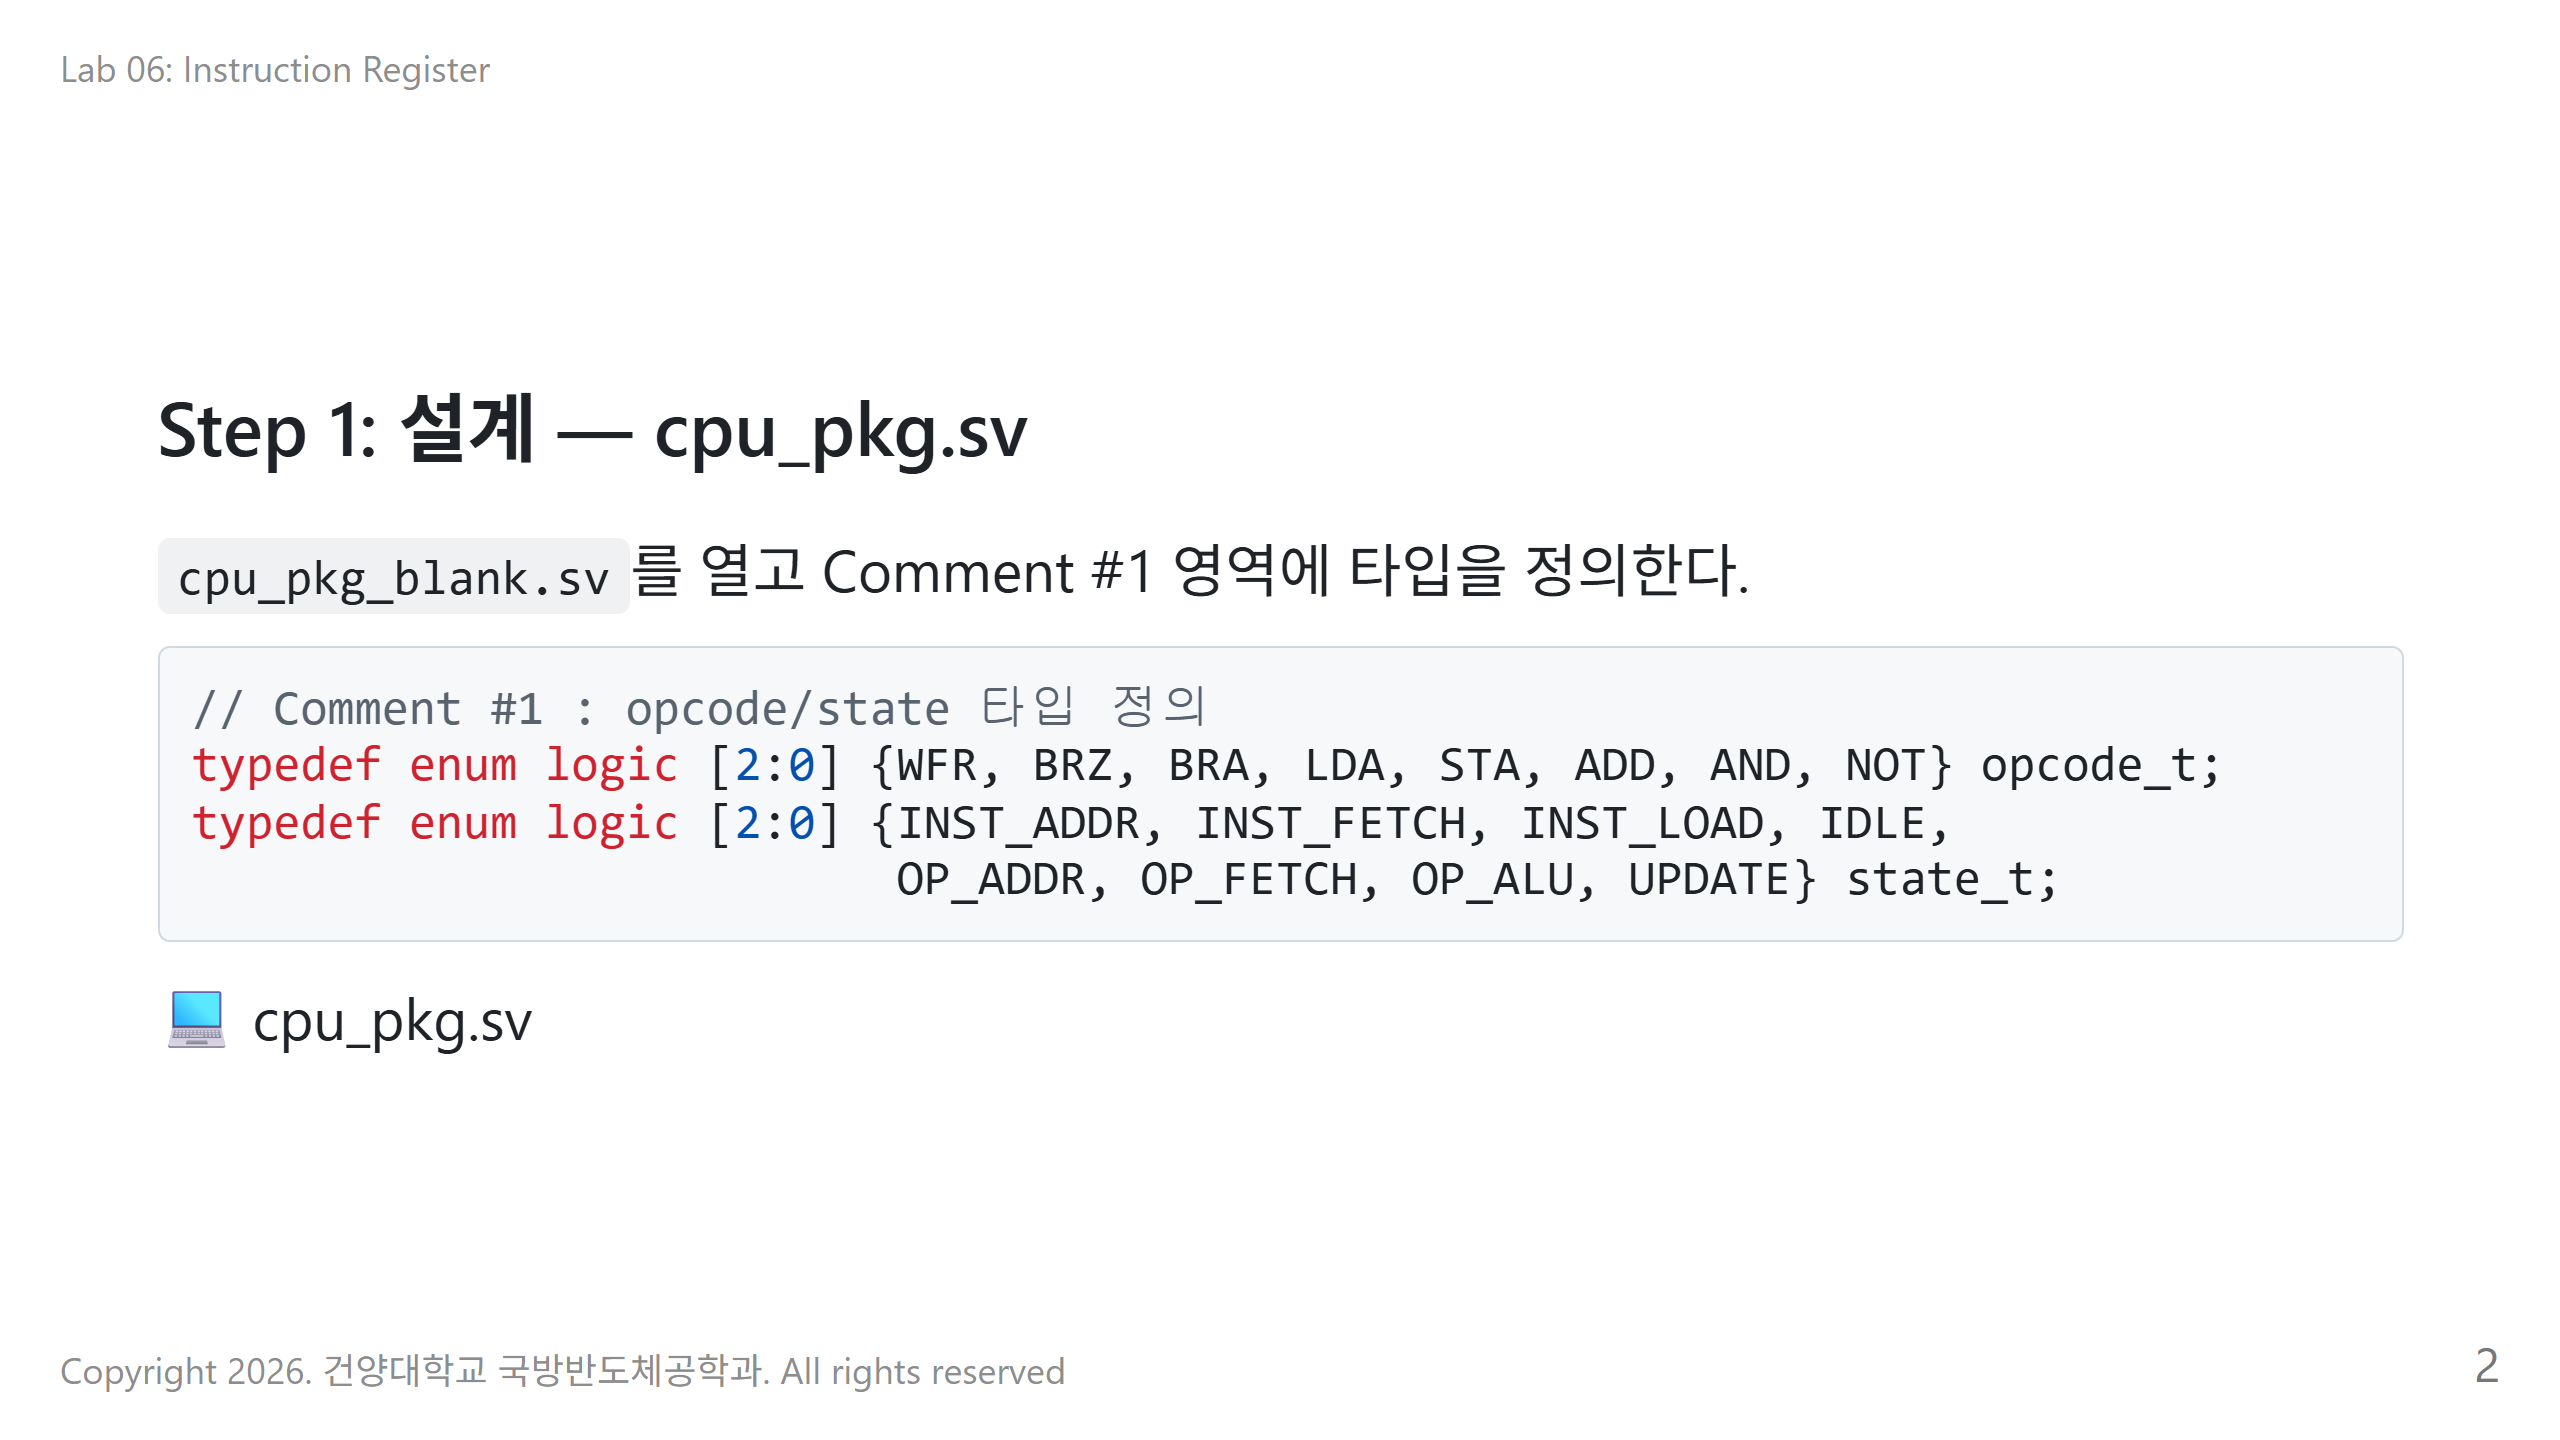 Lab 06: Instruction Register
Step 1: 설계 — cpu_pkg.sv
cpu_pkg_blank.sv를 열고 Comment #1 영역에 타입을 정의한다.
// Comment #1 : opcode/state 타입 정의
typedef enum logic [2:0] {WFR, BRZ, BRA, LDA, STA, ADD, AND, NOT} opcode_t;
typedef enum logic [2:0] {INST_ADDR, INST_FETCH, INST_LOAD, IDLE,
                          OP_ADDR, OP_FETCH, OP_ALU, UPDATE} state_t;
💻 cpu_pkg.sv
Copyright 2026. 건양대학교 국방반도체공학과. All rights reserved
2